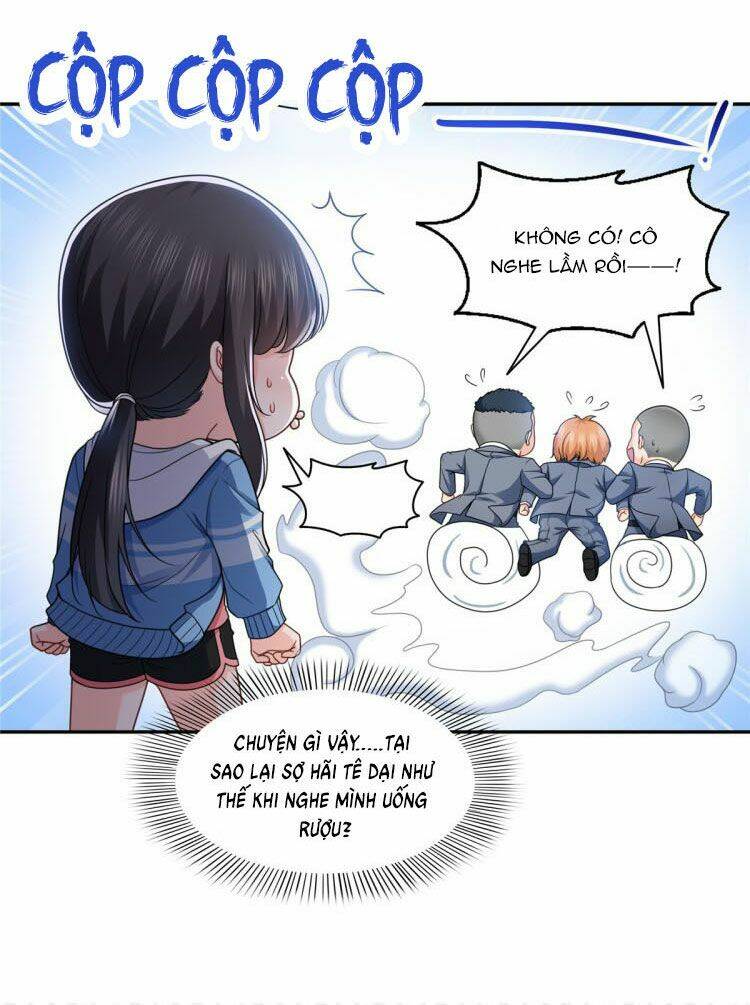 CỘP CỘP CỘP
KHÔNG CÓ! CÔ
NGHE LẦM RỒI——!
CHUYỆN GÌ VẬY.....TẠI
SAO LẠI SỢ HÃI TÊ DẠI NHƯ
THẾ KHI NGHE MÌNH UỐNG
RƯỢU?